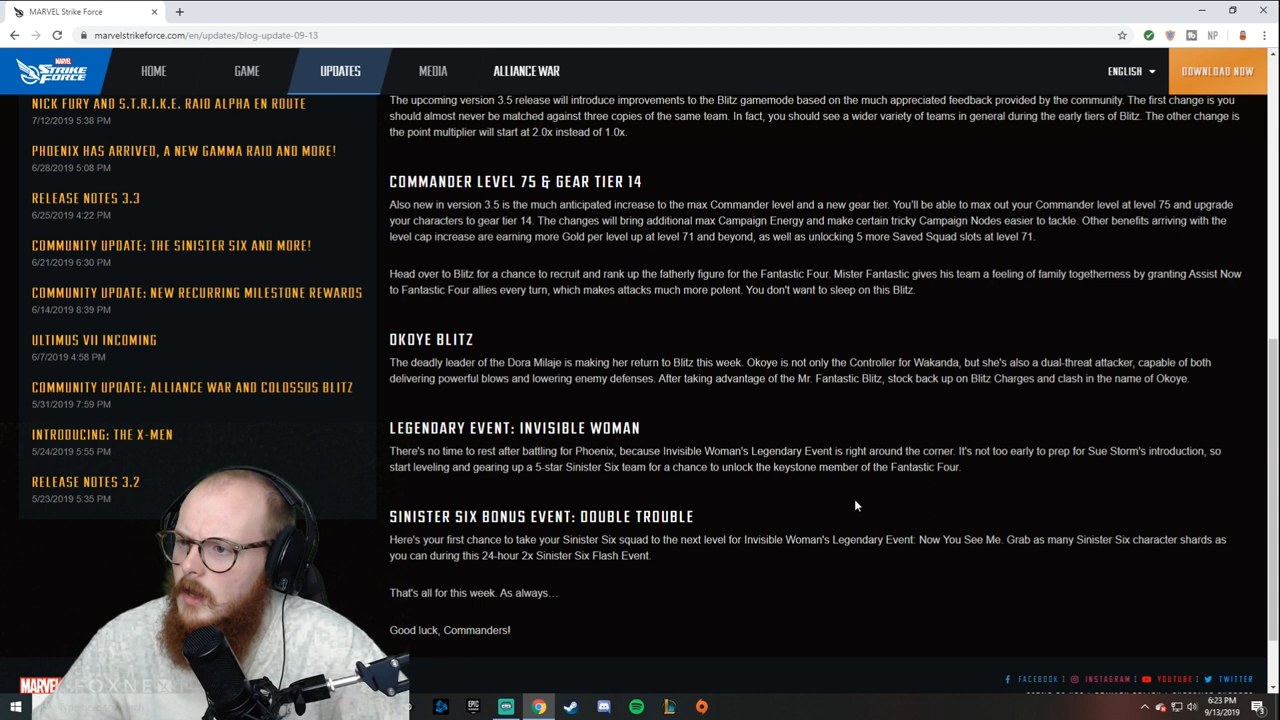 MARVEL Strike Force
marvelstrikeforce.com/en/updates/blog-update-09-13
NP
MARVEL
STRIKE FORCE
HOME
GAME
UPDATES
MEDIA
ALLIANCE WAR
ENGLISH
DOWNLOAD NOW
NICK FURY AND S.T.R.I.K.E. RAID ALPHA EN ROUTE
7/12/2019 5:38 PM
PHOENIX HAS ARRIVED, A NEW GAMMA RAID AND MORE!
6/28/2019 5:08 PM
RELEASE NOTES 3.3
6/25/2019 4:22 PM
COMMUNITY UPDATE: THE SINISTER SIX AND MORE!
6/21/2019 6:30 PM
COMMUNITY UPDATE: NEW RECURRING MILESTONE REWARDS
6/14/2019 8:39 PM
ULTIMUS VII INCOMING
6/7/2019 4:58 PM
COMMUNITY UPDATE: ALLIANCE WAR AND COLOSSUS BLITZ
5/31/2019 7:59 PM
INTRODUCING: THE X-MEN
5/24/2019 5:55 PM
RELEASE NOTES 3.2
5/23/2019 5:35 PM
The upcoming version 3.5 release will introduce improvements to the Blitz gamemode based on the much appreciated feedback provided by the community. The first change is you
should almost never be matched against three copies of the same team. In fact, you should see a wider variety of teams in general during the early tiers of Blitz. The other change is
the point multiplier will start at 2.0x instead of 1.0x.
COMMANDER LEVEL 75 & GEAR TIER 14
Also new in version 3.5 is the much anticipated increase to the max Commander level and a new gear tier. You'll be able to max out your Commander level at level 75 and upgrade
your characters to gear tier 14. The changes will bring additional max Campaign Energy and make certain tricky Campaign Nodes easier to tackle. Other benefits arriving with the
level cap increase are earning more Gold per level up at level 71 and beyond, as well as unlocking 5 more Saved Squad slots at level 71.
Head over to Blitz for a chance to recruit and rank up the fatherly figure for the Fantastic Four. Mister Fantastic gives his team a feeling of family togetherness by granting Assist Now
to Fantastic Four allies every turn, which makes attacks much more potent. You don't want to sleep on this Blitz.
OKOYE BLITZ
The deadly leader of the Dora Milaje is making her return to Blitz this week. Okoye is not only the Controller for Wakanda, but she's also a dual-threat attacker, capable of both
delivering powerful blows and lowering enemy defenses. After taking advantage of the Mr. Fantastic Blitz, stock back up on Blitz Charges and clash in the name of Okoye.
LEGENDARY EVENT: INVISIBLE WOMAN
There's no time to rest after battling for Phoenix, because Invisible Woman's Legendary Event is right around the corner. It's not too early to prep for Sue Storm's introduction, so
start leveling and gearing up a 5-star Sinister Six team for a chance to unlock the keystone member of the Fantastic Four.
SINISTER SIX BONUS EVENT: DOUBLE TROUBLE
Here's your first chance to take your Sinister Six squad to the next level for Invisible Woman's Legendary Event: Now You See Me. Grab as many Sinister Six character shards as
you can during this 24-hour 2x Sinister Six Flash Event.
That's all for this week. As always…
Good luck, Commanders!
MARVEL
FOXNEXT
FACEBOOK | INSTAGRAM | YOUTUBE | TWITTER
EPIC
6:23 PM
9/13/2019
3